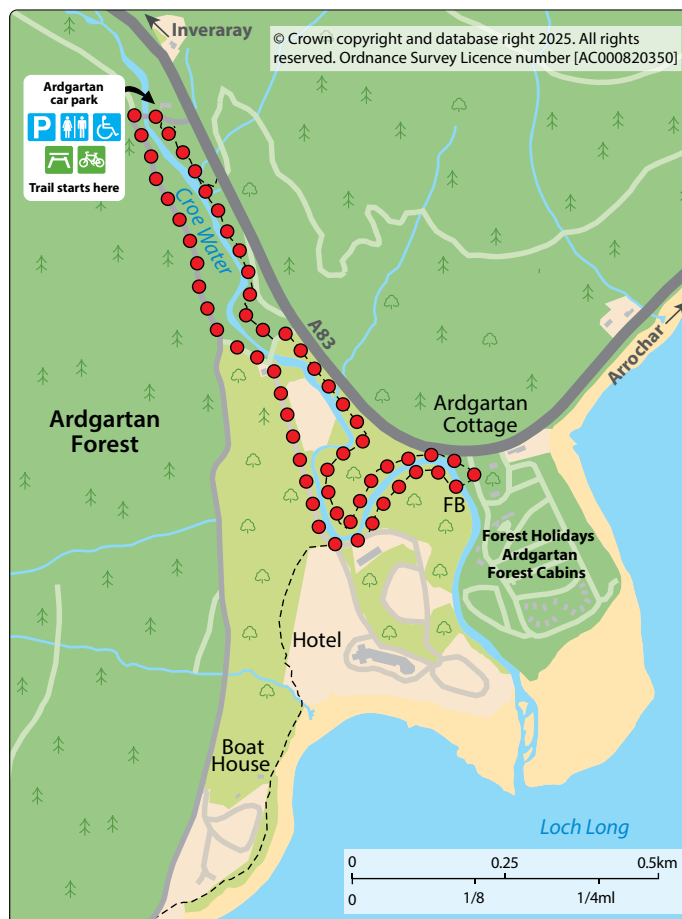 Inveraray
© Crown copyright and database right 2025. All rights
reserved. Ordnance Survey Licence number [AC000820350]
Ardgartan
car park
P
Trail starts here
Croe Water
A83
Arrochar
Ardgartan
Forest
Ardgartan
Cottage
FB
Forest Holidays
Ardgartan
Forest Cabins
Hotel
Boat
House
Loch Long
0 0.25 0.5km
0 1/8 1/4ml